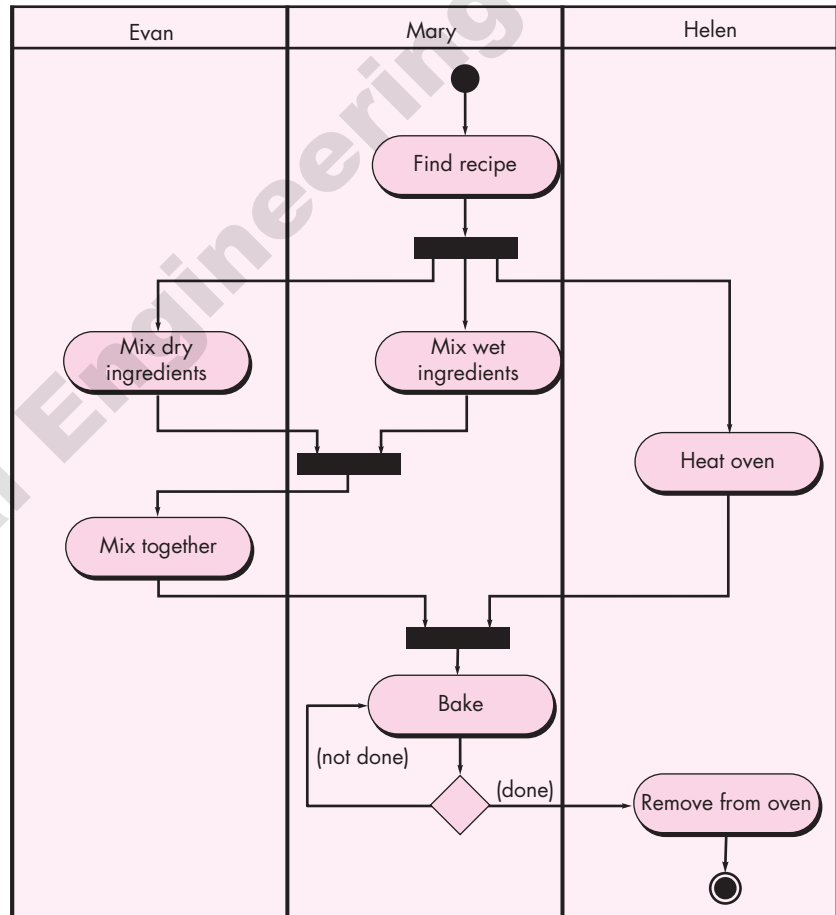 Evan
Mary
Helen
Find recipe
Mix dry
ingredients
Mix wet
ingredients
Heat oven
Mix together
Bake
(not done)
(done)
Remove from oven
Engineering